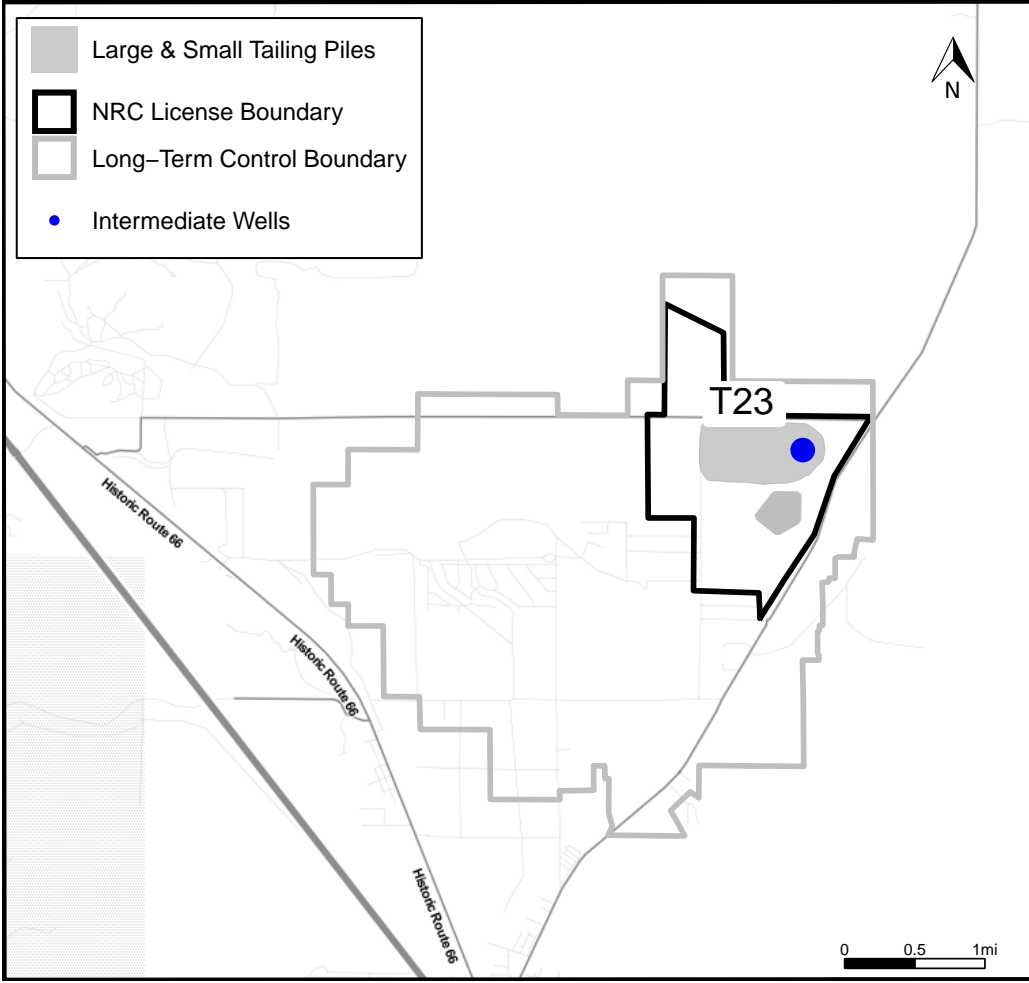 Large & Small Tailing Piles
NRC License Boundary
Long−Term Control Boundary
Intermediate Wells
N
T23
Historic Route 66
Historic Route 66
Historic Route 66
0 0.5 1mi